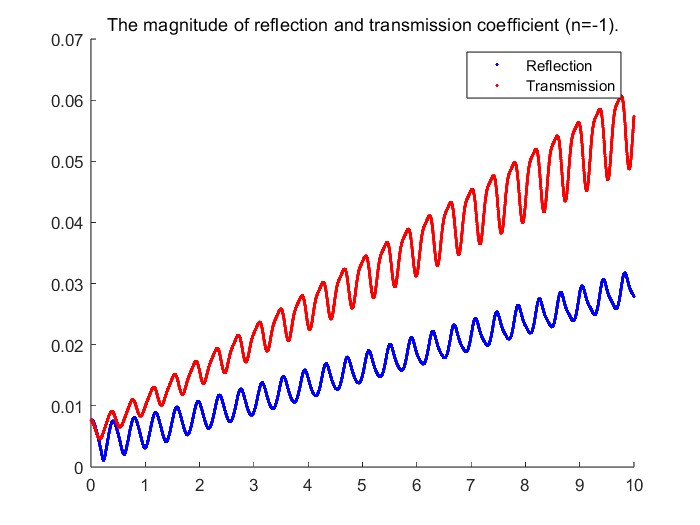 The magnitude of reflection and transmission coefficient (n=-1).
0.07
Reflection
Transmission
0.06
0.05
0.04
0.03
0.02
0.01
0
0 1 2 3 4 5 6 7 8 9 10